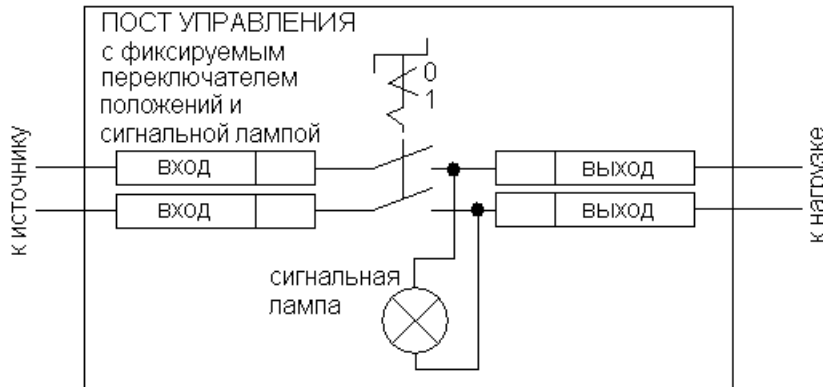 ПОСТ УПРАВЛЕНИЯ
с фиксируемым
переключателем
положений и
сигнальной лампой
0
1
к источнику
ВХОД
ВЫХОД
ВХОД
ВЫХОД
к нагрузке
сигнальная
лампа